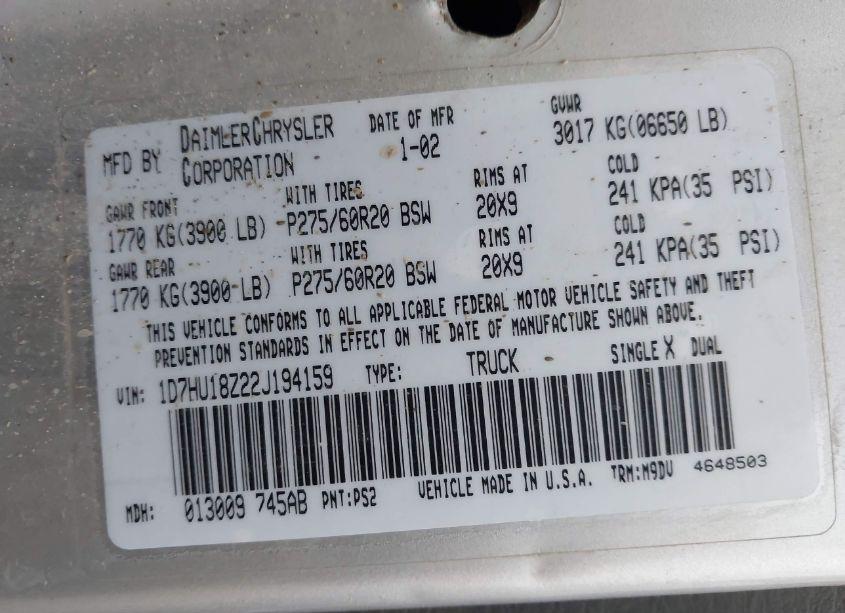 MFD BY DAIMLERCHRYSLER CORPORATION DATE OF MFR 1-02 GVWR 3017 KG(06650 LB)
GAWR FRONT WITH TIRES RIMS AT COLD
1770 KG(3900 LB) P275/60R20 BSW 20X9 241 KPA(35 PSI)
GAWR REAR WITH TIRES RIMS AT COLD
1770 KG(3900 LB) P275/60R20 BSW 20X9 241 KPA(35 PSI)
THIS VEHICLE CONFORMS TO ALL APPLICABLE FEDERAL MOTOR VEHICLE SAFETY AND THEFT
PREVENTION STANDARDS IN EFFECT ON THE DATE OF MANUFACTURE SHOWN ABOVE.
VIN: 1D7HU18Z22J194159 TYPE: TRUCK SINGLE X DUAL
MDH: 013009 745AB PNT:PS2 VEHICLE MADE IN U.S.A. TRM:M9DV 4648503